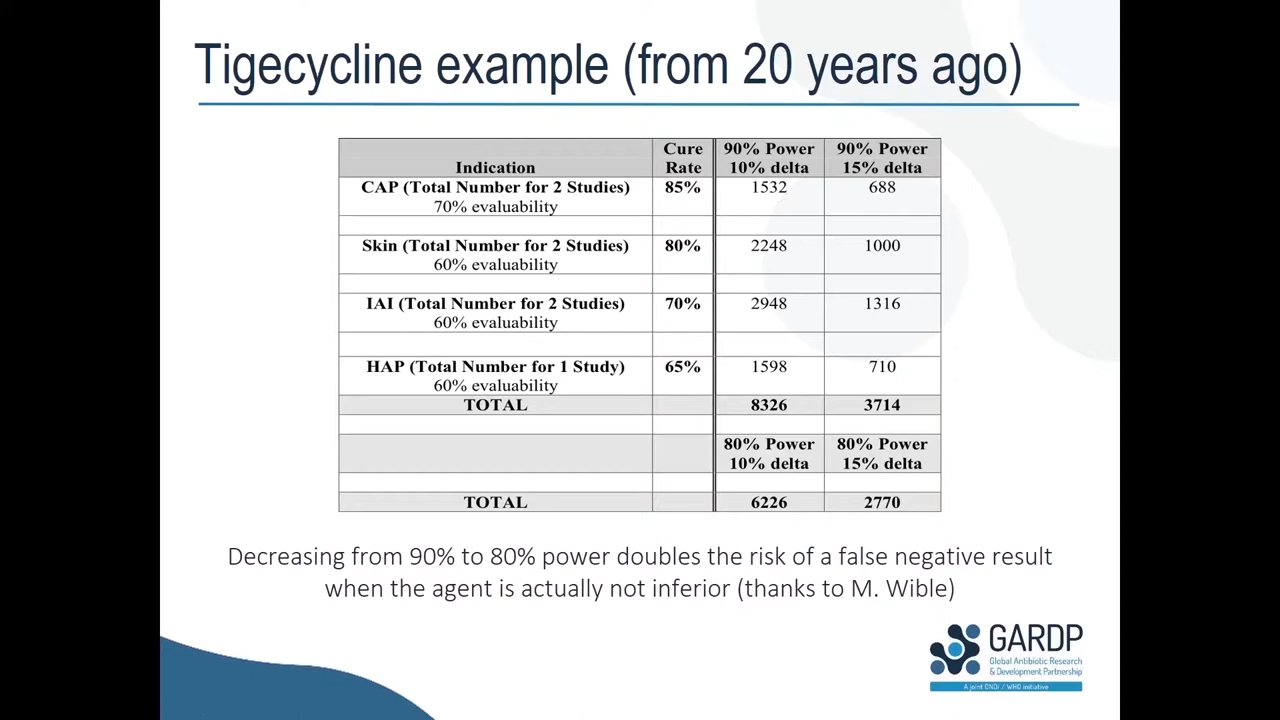 Tigecycline example (from 20 years ago)
Indication Cure Rate 90% Power 10% delta 90% Power 15% delta
CAP (Total Number for 2 Studies) 85% 1532 688
70% evaluability
Skin (Total Number for 2 Studies) 80% 2248 1000
60% evaluability
IAI (Total Number for 2 Studies) 70% 2948 1316
60% evaluability
HAP (Total Number for 1 Study) 65% 1598 710
60% evaluability
TOTAL 8326 3714
80% Power 10% delta 80% Power 15% delta
TOTAL 6226 2770
Decreasing from 90% to 80% power doubles the risk of a false negative result
when the agent is actually not inferior (thanks to M. Wible)
GARDP
Global Antibiotic Research
& Development Partnership
A joint DNDi / WHO initiative